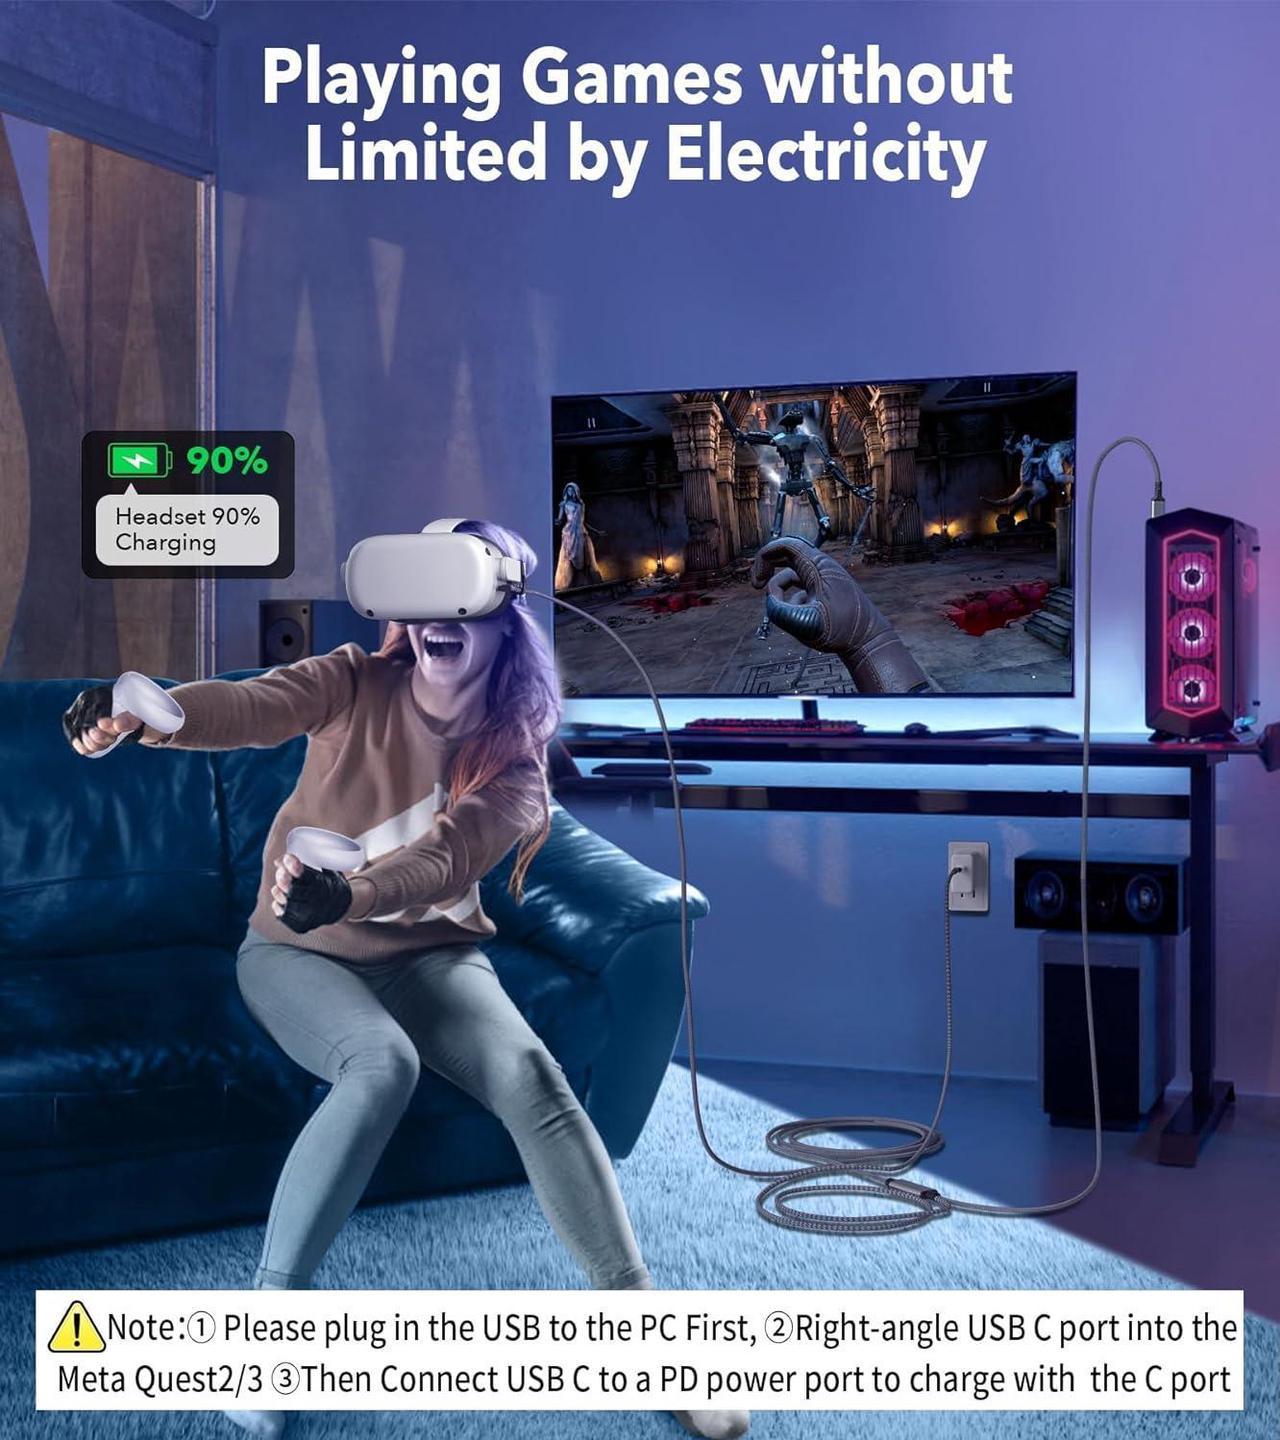 Playing Games without
Limited by Electricity
90%
Headset 90%
Charging
Note:① Please plug in the USB to the PC First, ②Right-angle USB C port into the
Meta Quest2/3 ③Then Connect USB C to a PD power port to charge with the C port